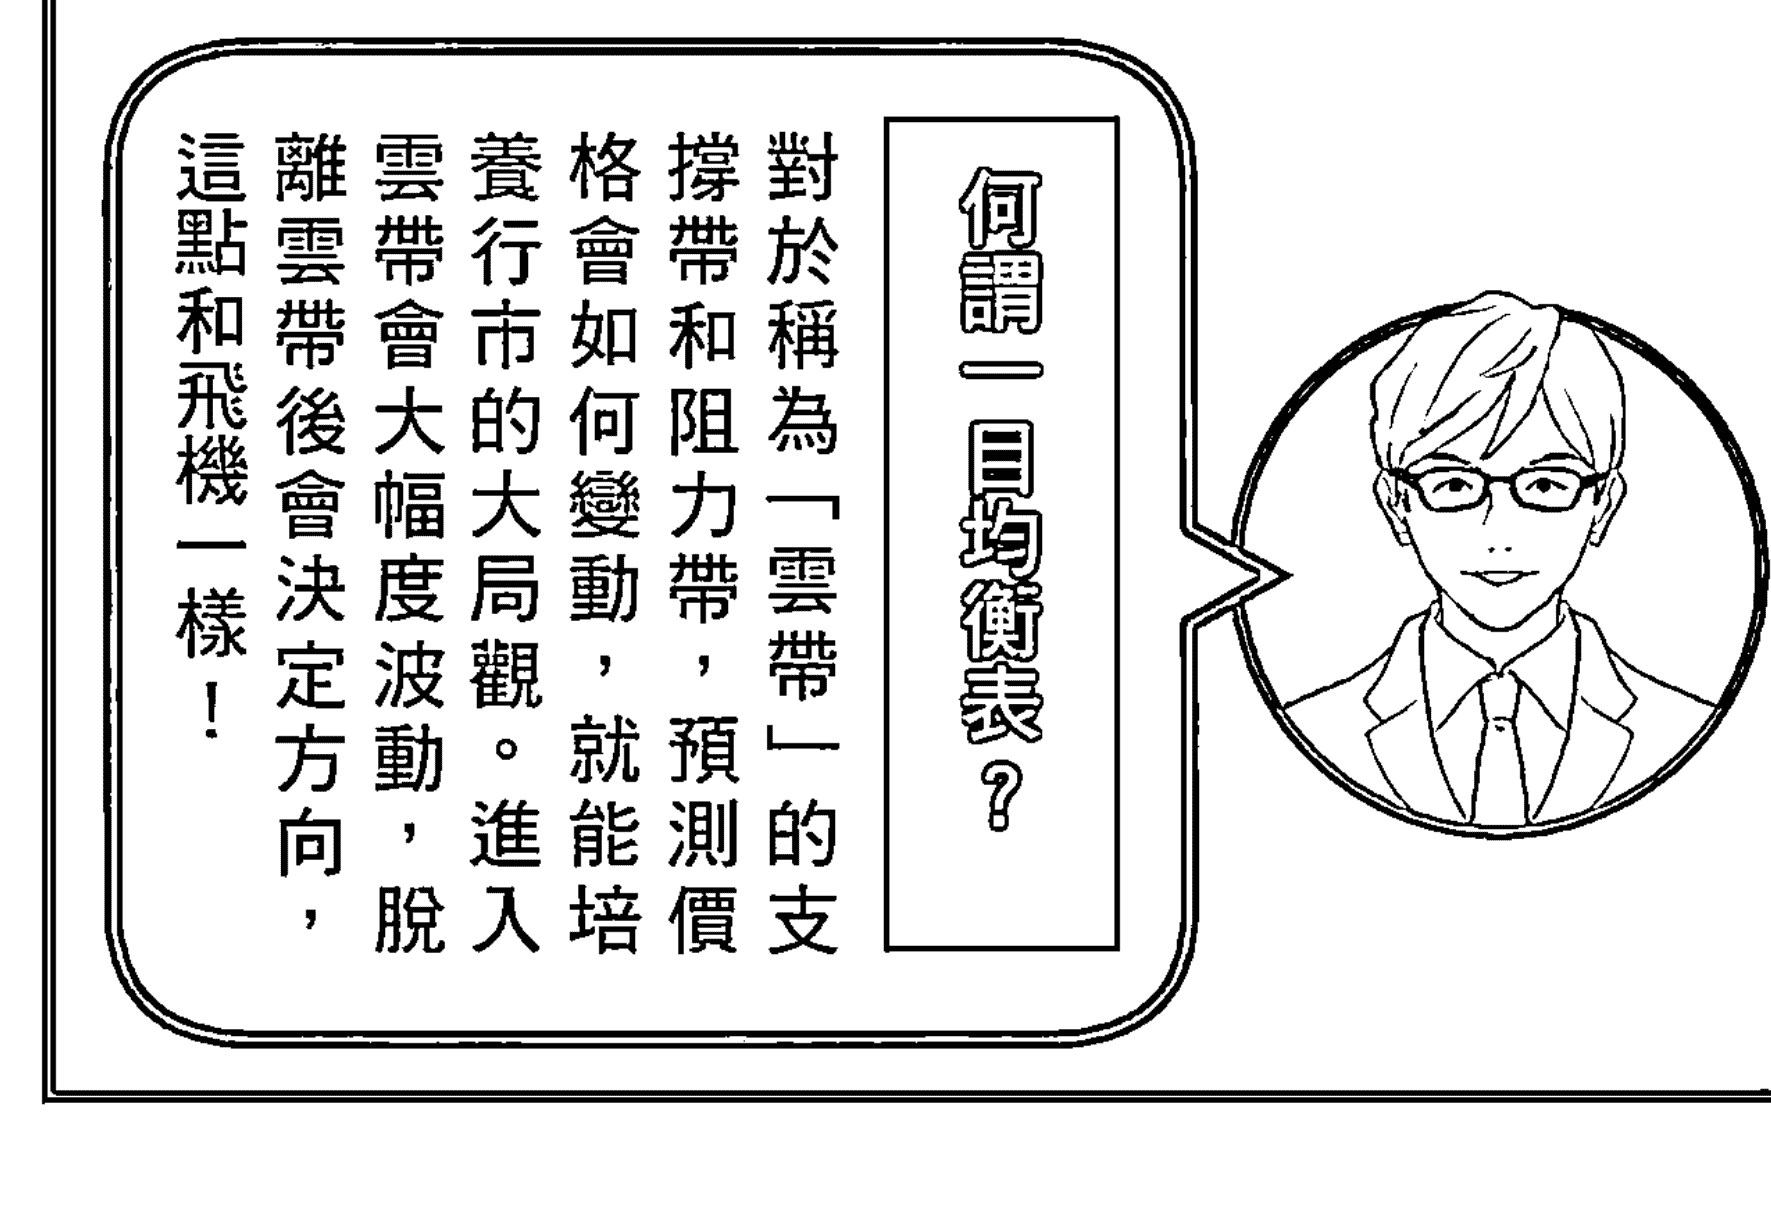 何謂一目均衡表？
對於稱為「雲帶」的支
撐帶和阻力帶，預測價
格會如何變動，就能培
養行市的大局觀。進入
雲帶會大幅度波動，脫
離雲帶後會決定方向，
這點和飛機一樣！